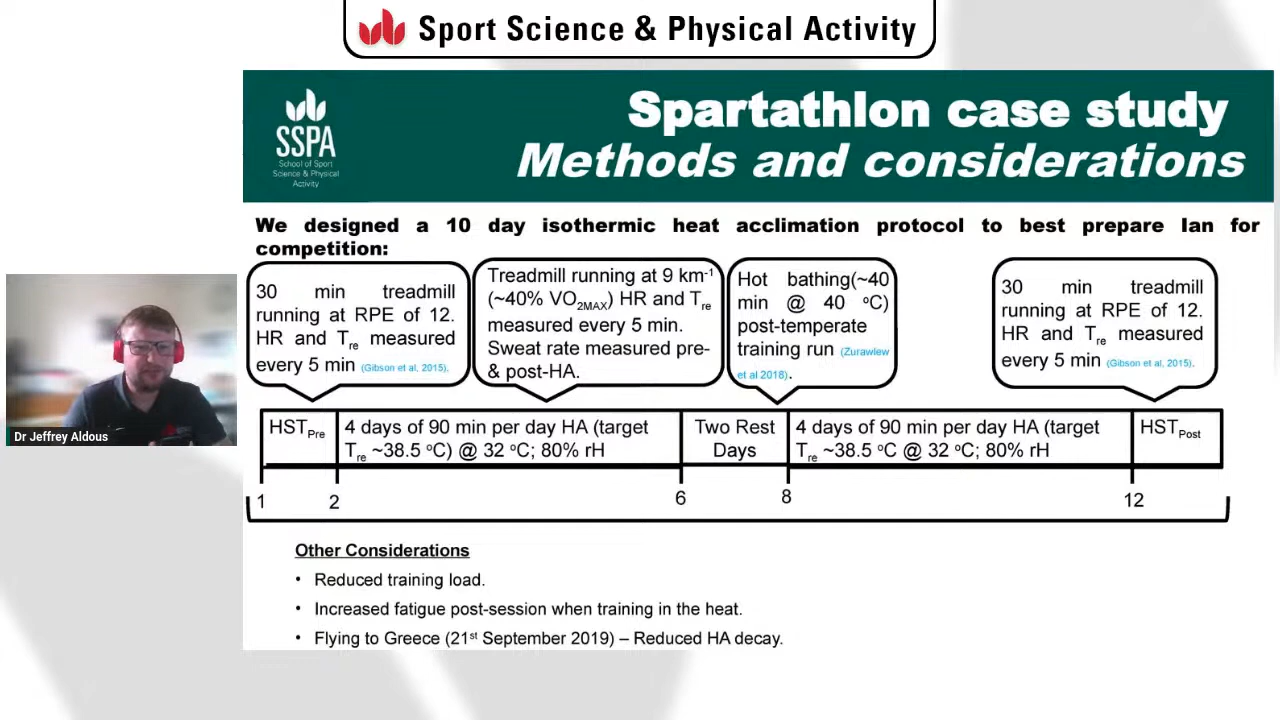 Sport Science & Physical Activity
SSPA
School of Sport
Science & Physical
Activity
Spartathlon case study
Methods and considerations
We designed a 10 day isothermic heat acclimation protocol to best prepare Ian for
competition:
30 min treadmill
running at RPE of 12.
HR and Tre measured
every 5 min (Gibson et al, 2015).
Treadmill running at 9 km-1
(~40% VO2MAX) HR and Tre
measured every 5 min.
Sweat rate measured pre-
& post-HA.
Hot bathing(~40
min @ 40 ºC)
post-temperate
training run (Zurawlew
et al 2018).
30 min treadmill
running at RPE of 12.
HR and Tre measured
every 5 min (Gibson et al, 2015).
Dr Jeffrey Aldous
HSTPre
4 days of 90 min per day HA (target
Tre ~38.5 ºC) @ 32 ºC; 80% rH
Two Rest
Days
4 days of 90 min per day HA (target
Tre ~38.5 ºC @ 32 ºC; 80% rH
HSTPost
1 2 6 8 12
Other Considerations
• Reduced training load.
• Increased fatigue post-session when training in the heat.
• Flying to Greece (21st September 2019) – Reduced HA decay.